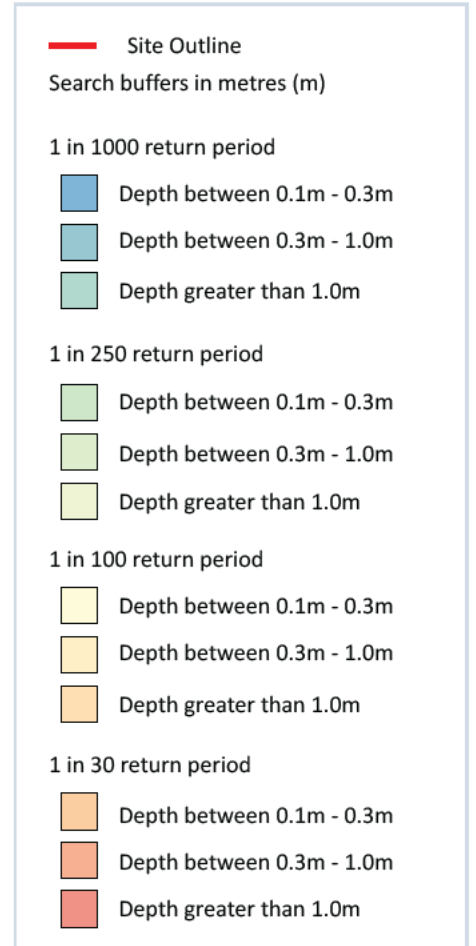 Site Outline
Search buffers in metres (m)
1 in 1000 return period
Depth between 0.1m - 0.3m
Depth between 0.3m - 1.0m
Depth greater than 1.0m
1 in 250 return period
Depth between 0.1m - 0.3m
Depth between 0.3m - 1.0m
Depth greater than 1.0m
1 in 100 return period
Depth between 0.1m - 0.3m
Depth between 0.3m - 1.0m
Depth greater than 1.0m
1 in 30 return period
Depth between 0.1m - 0.3m
Depth between 0.3m - 1.0m
Depth greater than 1.0m